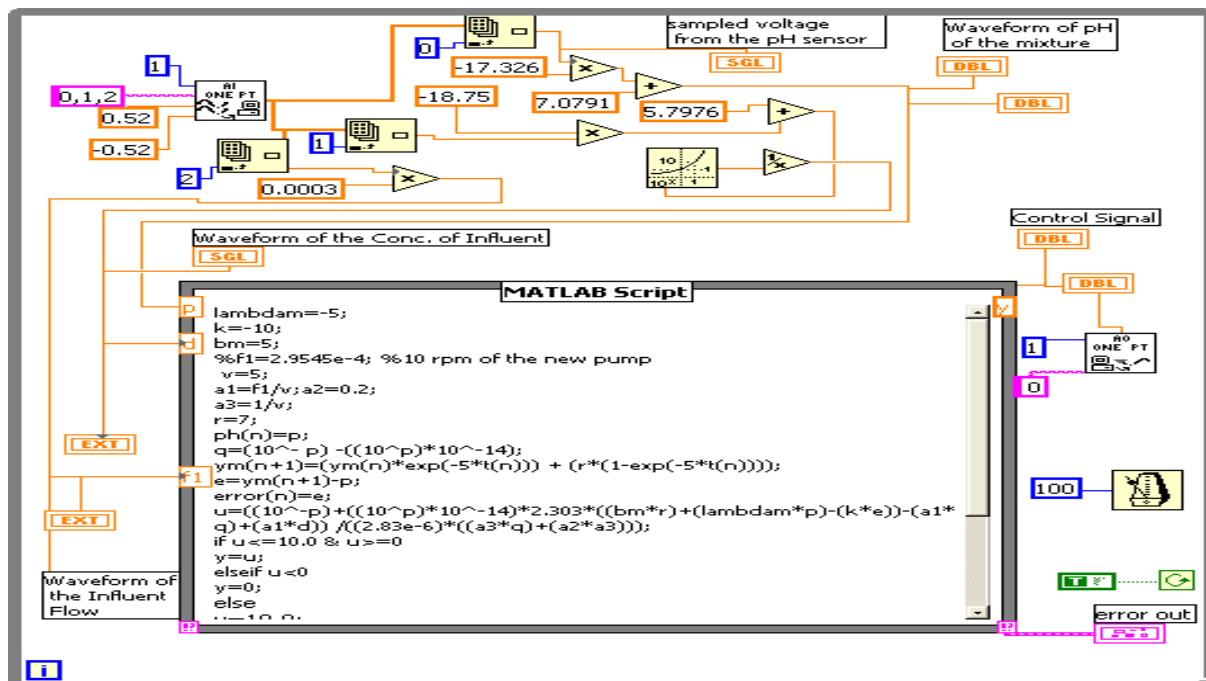 sampled voltage
from the pH sensor
Waveform of pH
of the mixture
0
SGL
DBL
1
AI
ONE PT
-17.326
0,1,2
-18.75
7.0791
5.7976
DBL
0.52
-0.52
1
2
0.0003
10
1
10
1
1/x
Waveform of the Conc. of Influent
SGL
Control Signal
DBL
DBL
MATLAB Script
p
d
f1
y
lambdam=-5;
k=-10;
bm=5;
%f1=2.9545e-4; %10 rpm of the new pump
v=5;
a1=f1/v;a2=0.2;
a3=1/v;
r=7;
ph(n)=p;
q=(10^- p) -((10^p)*10^-14);
ym(n+1)=(ym(n)*exp(-5*t(n))) + (r*(1-exp(-5*t(n))));
e=ym(n+1)-p;
error(n)=e;
u=((10^-p)+((10^p)*10^-14)*2.303*((bm*r)+(lambdam*p)-(k*e))-(a1*
q)+(a1*d)) /((2.83e-6)*((a3*q)+(a2*a3)));
if u<=10.0 & u>=0
y=u;
elseif u<0
y=0;
else
EXT
EXT
Waveform of
the Influent
Flow
1
AO
ONE PT
0
100
T
error out
i